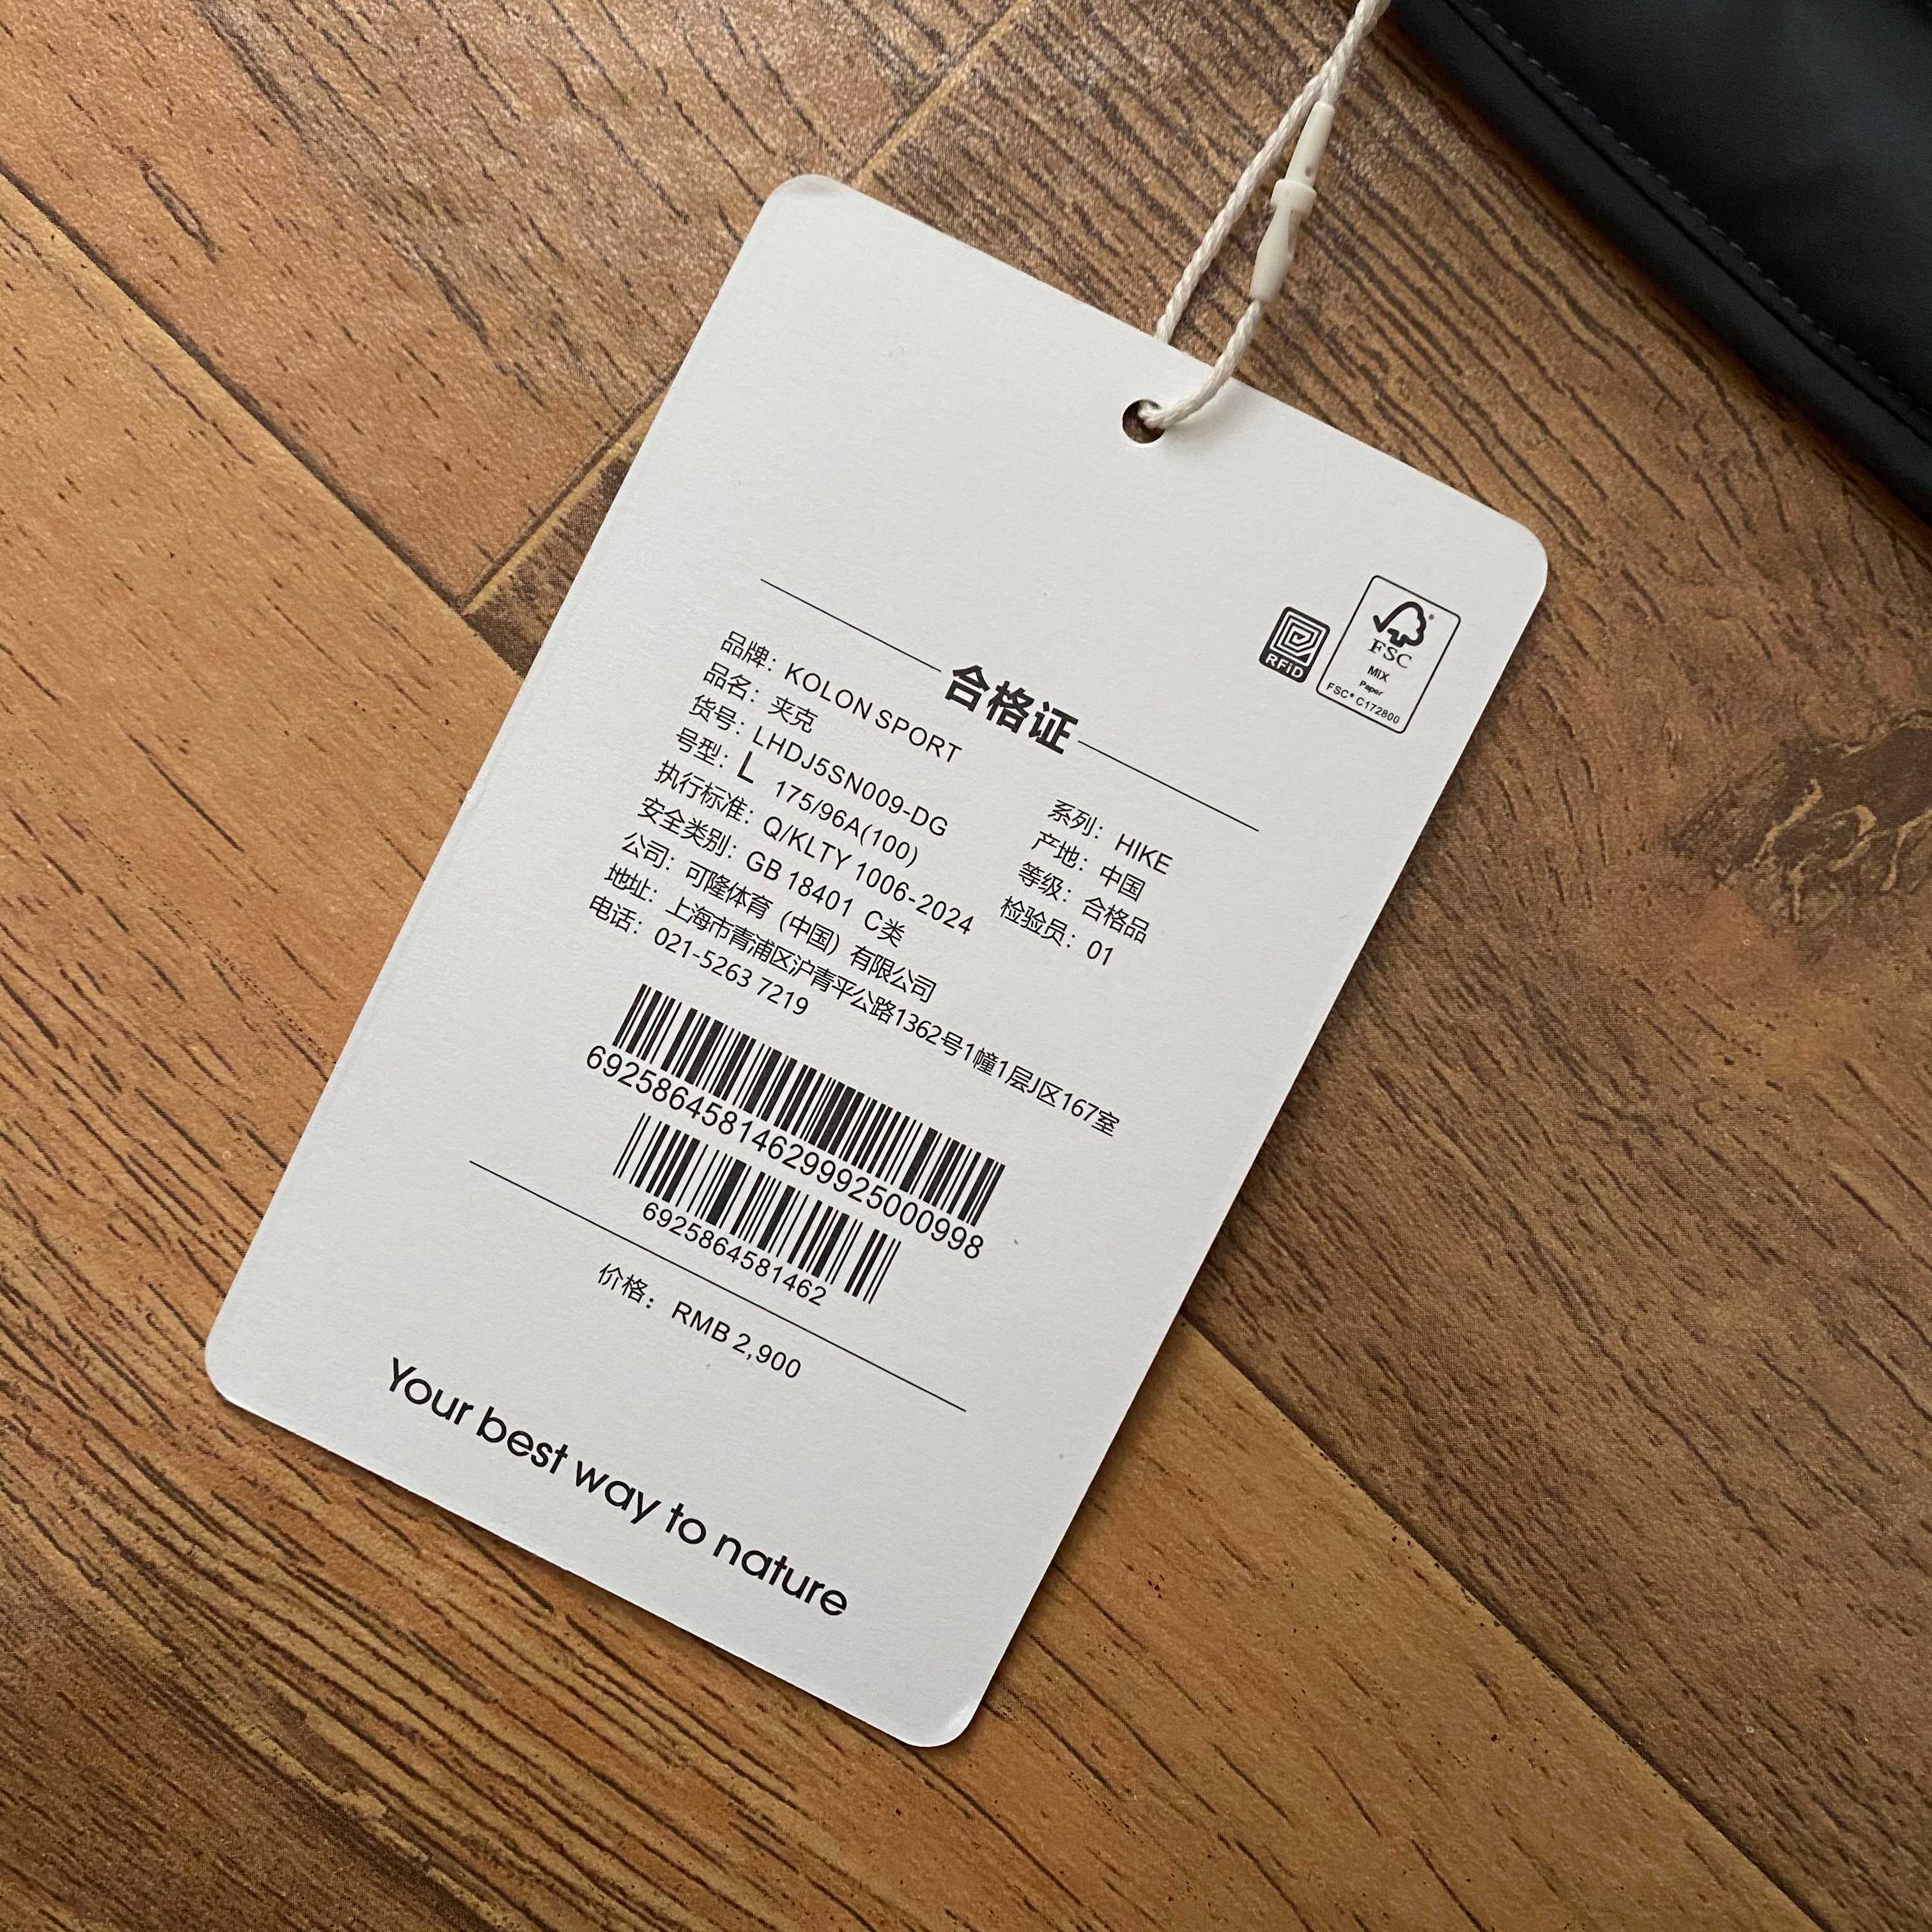 RFID
FSC
MIX
Paper
FSC® C172800
合格证
品牌：KOLON SPORT
品名：夹克
系列：HIKE
货号：LHDJ5SN009-DG
产地：中国
号型：L 175/96A(100)
等级：合格品
执行标准：Q/KLTY 1006-2024
检验员：01
安全类别：GB 18401 C类
公司：可隆体育（中国）有限公司
地址：上海市青浦区沪青平公路1362号1幢1层J区167室
电话：021-5263 7219
6925864581462999250​00998
6925864581462
价格：RMB 2,900
Your best way to nature